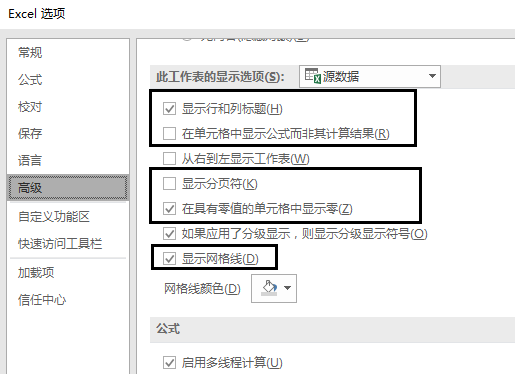 Excel 选项
常规
公式
校对
保存
语言
高级
自定义功能区
快速访问工具栏
加载项
信任中心
此工作表的显示选项(S):
源数据
显示行和列标题(H)
在单元格中显示公式而非其计算结果(R)
从右到左显示工作表(W)
显示分页符(K)
在具有零值的单元格中显示零(Z)
如果应用了分级显示，则显示分级显示符号(O)
显示网格线(D)
网格线颜色(D)
公式
启用多线程计算(U)